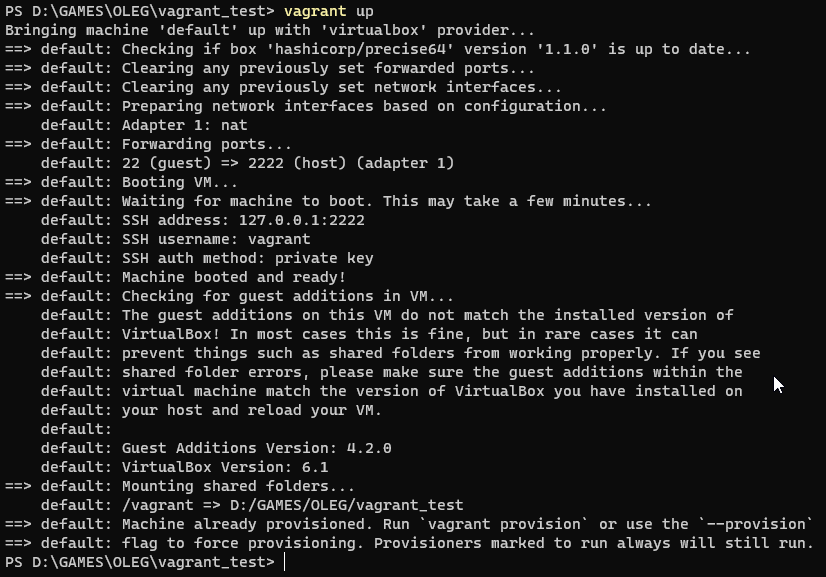 PS D:\GAMES\OLEG\vagrant_test> vagrant up
Bringing machine 'default' up with 'virtualbox' provider...
==> default: Checking if box 'hashicorp/precise64' version '1.1.0' is up to date...
==> default: Clearing any previously set forwarded ports...
==> default: Clearing any previously set network interfaces...
==> default: Preparing network interfaces based on configuration...
    default: Adapter 1: nat
==> default: Forwarding ports...
    default: 22 (guest) => 2222 (host) (adapter 1)
==> default: Booting VM...
==> default: Waiting for machine to boot. This may take a few minutes...
    default: SSH address: 127.0.0.1:2222
    default: SSH username: vagrant
    default: SSH auth method: private key
==> default: Machine booted and ready!
==> default: Checking for guest additions in VM...
    default: The guest additions on this VM do not match the installed version of
    default: VirtualBox! In most cases this is fine, but in rare cases it can
    default: prevent things such as shared folders from working properly. If you see
    default: shared folder errors, please make sure the guest additions within the
    default: virtual machine match the version of VirtualBox you have installed on
    default: your host and reload your VM.
    default:
    default: Guest Additions Version: 4.2.0
    default: VirtualBox Version: 6.1
==> default: Mounting shared folders...
    default: /vagrant => D:/GAMES/OLEG/vagrant_test
==> default: Machine already provisioned. Run `vagrant provision` or use the `--provision`
==> default: flag to force provisioning. Provisioners marked to run always will still run.
PS D:\GAMES\OLEG\vagrant_test>